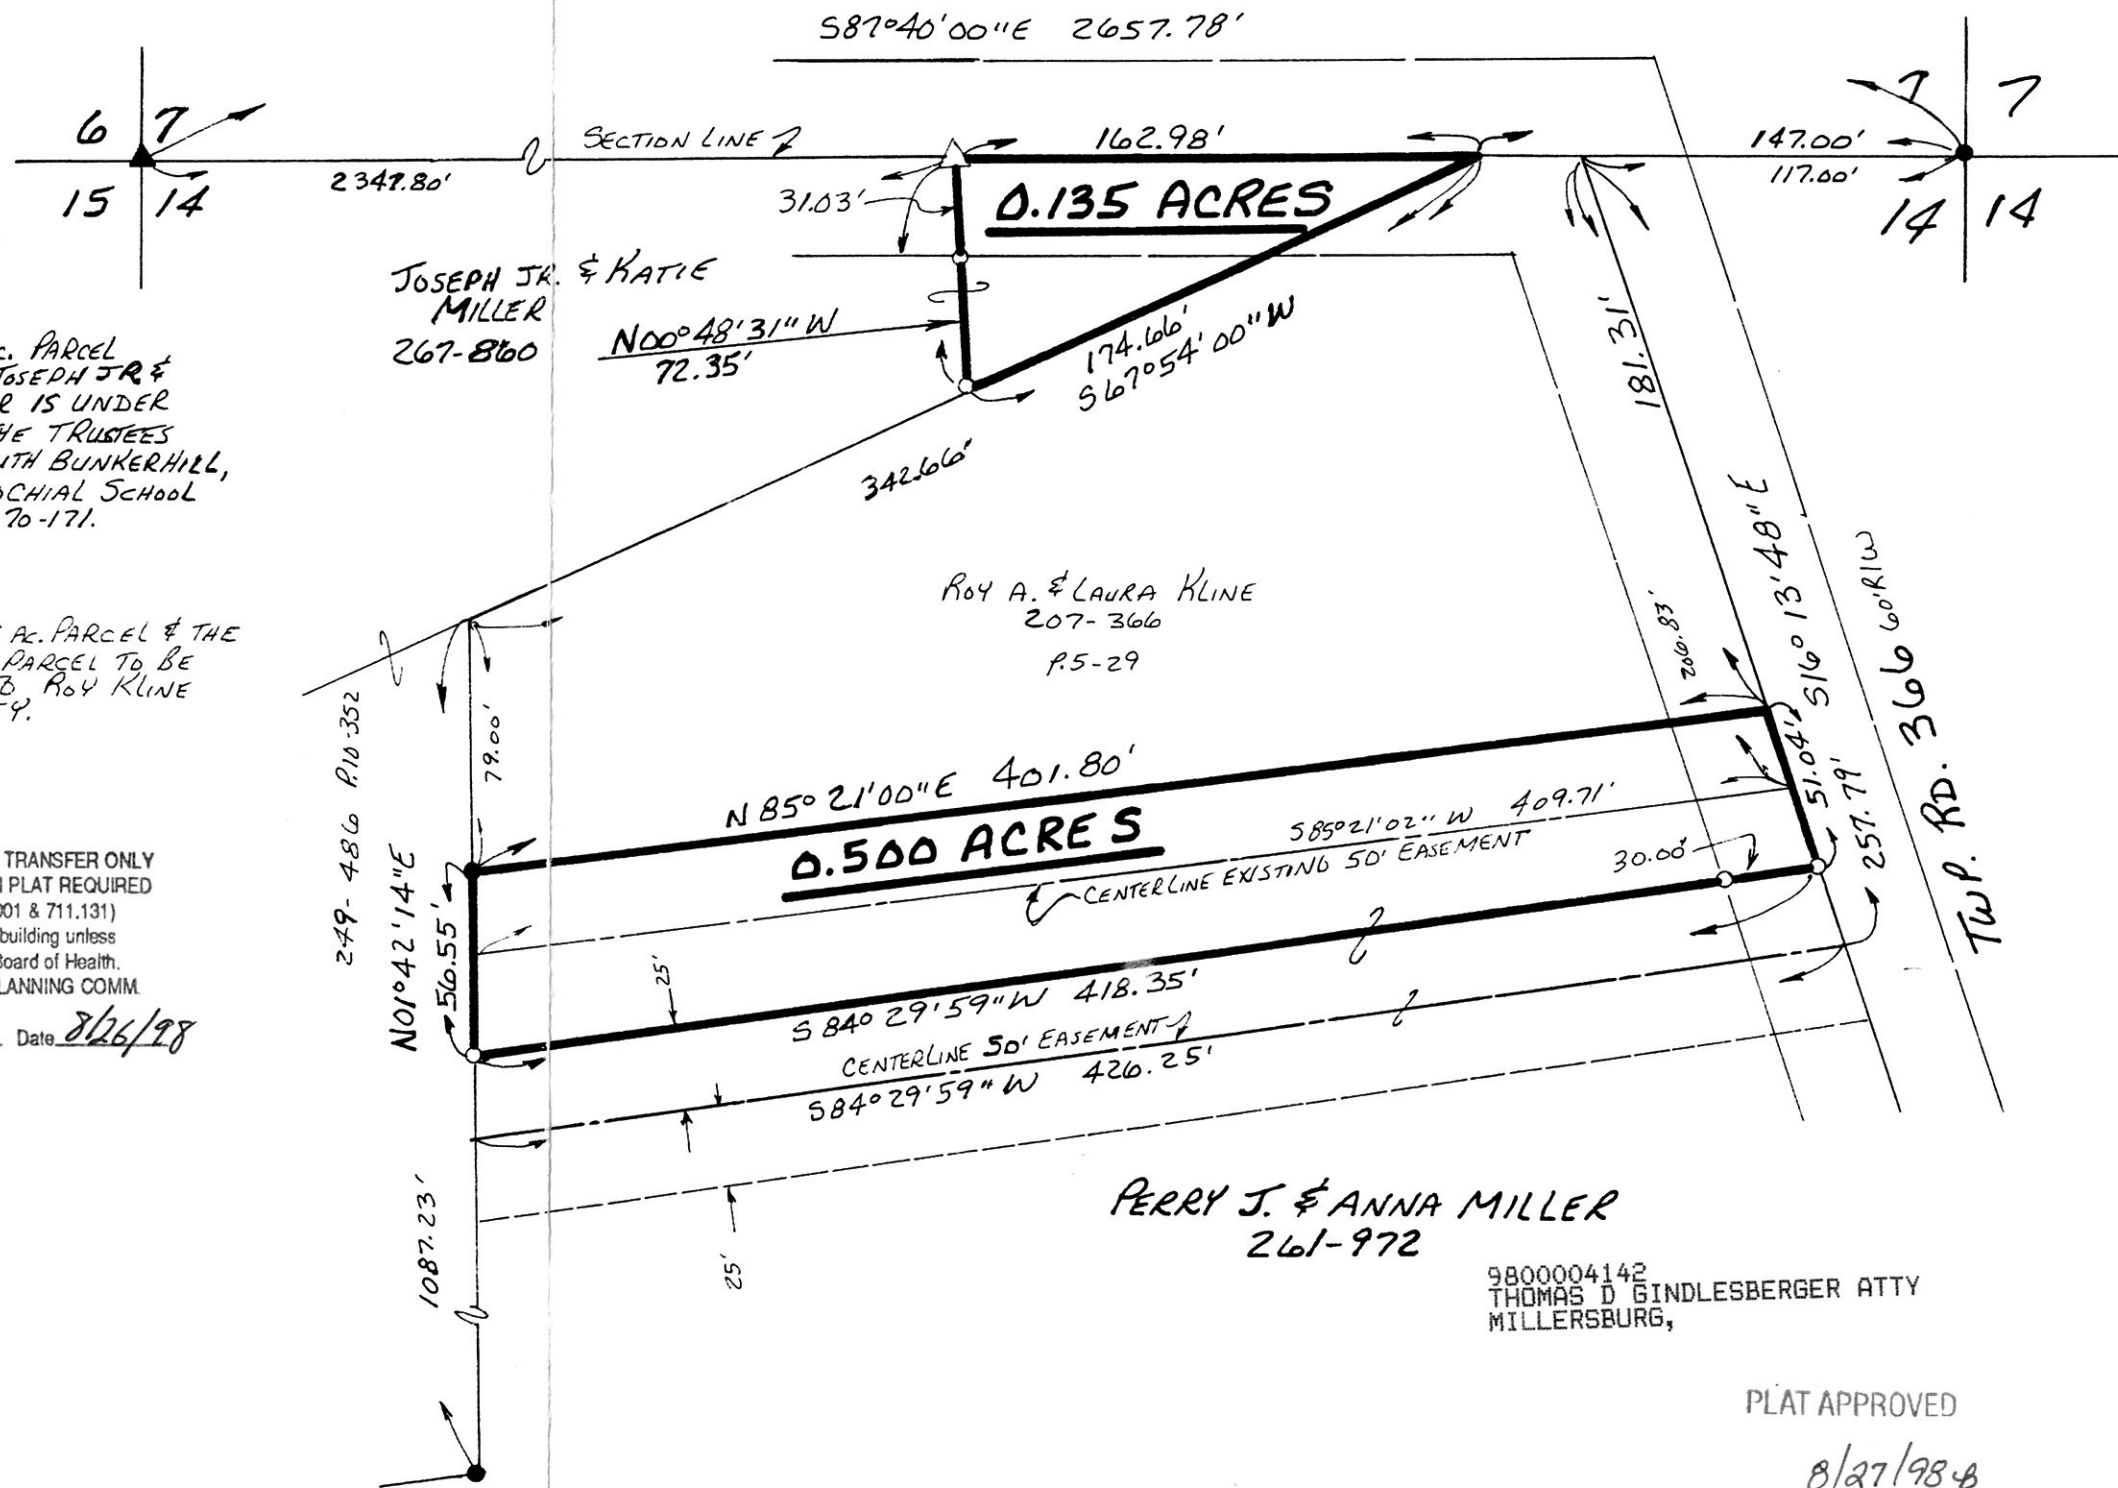 S87°40'00"E 2657.78'
6 7
15 14
2347.80'
SECTION LINE
162.98'
147.00'
117.00'
7 7
14 14
31.03'
0.135 ACRES
JOSEPH JR. & KATIE
MILLER
267-860
N00°48'31"W
72.35'
174.66'
S67°54'00"W
181.31'
C. PARCEL
JOSEPH JR &
R IS UNDER
HE TRUSTEES
UTH BUNKERHILL,
OCHIAL SCHOOL
70-171.
342.66'
S16°13'48"E
ROY A. & LAURA KLINE
207-366
P.5-29
206.83'
TWP. RD. 366 60' R/W
AC. PARCEL & THE
PARCEL TO BE
ROY KLINE
TY.
249-486 P.10-352
79.00'
N85°21'00"E 401.80'
0.500 ACRES
S85°21'02"W 409.71'
CENTERLINE EXISTING 50' EASEMENT
51.04'
257.79'
30.00'
TRANSFER ONLY
PLAT REQUIRED
001 & 711.131)
building unless
Board of Health.
LANNING COMM.
Date 8/26/98
N01°42'14"E
56.55'
25'
S84°29'59"W 418.35'
CENTERLINE 50' EASEMENT
S84°29'59"W 426.25'
25'
1087.23'
PERRY J. & ANNA MILLER
261-972
9800004142
THOMAS D GINDLESBERGER ATTY
MILLERSBURG,
PLAT APPROVED
8/27/98